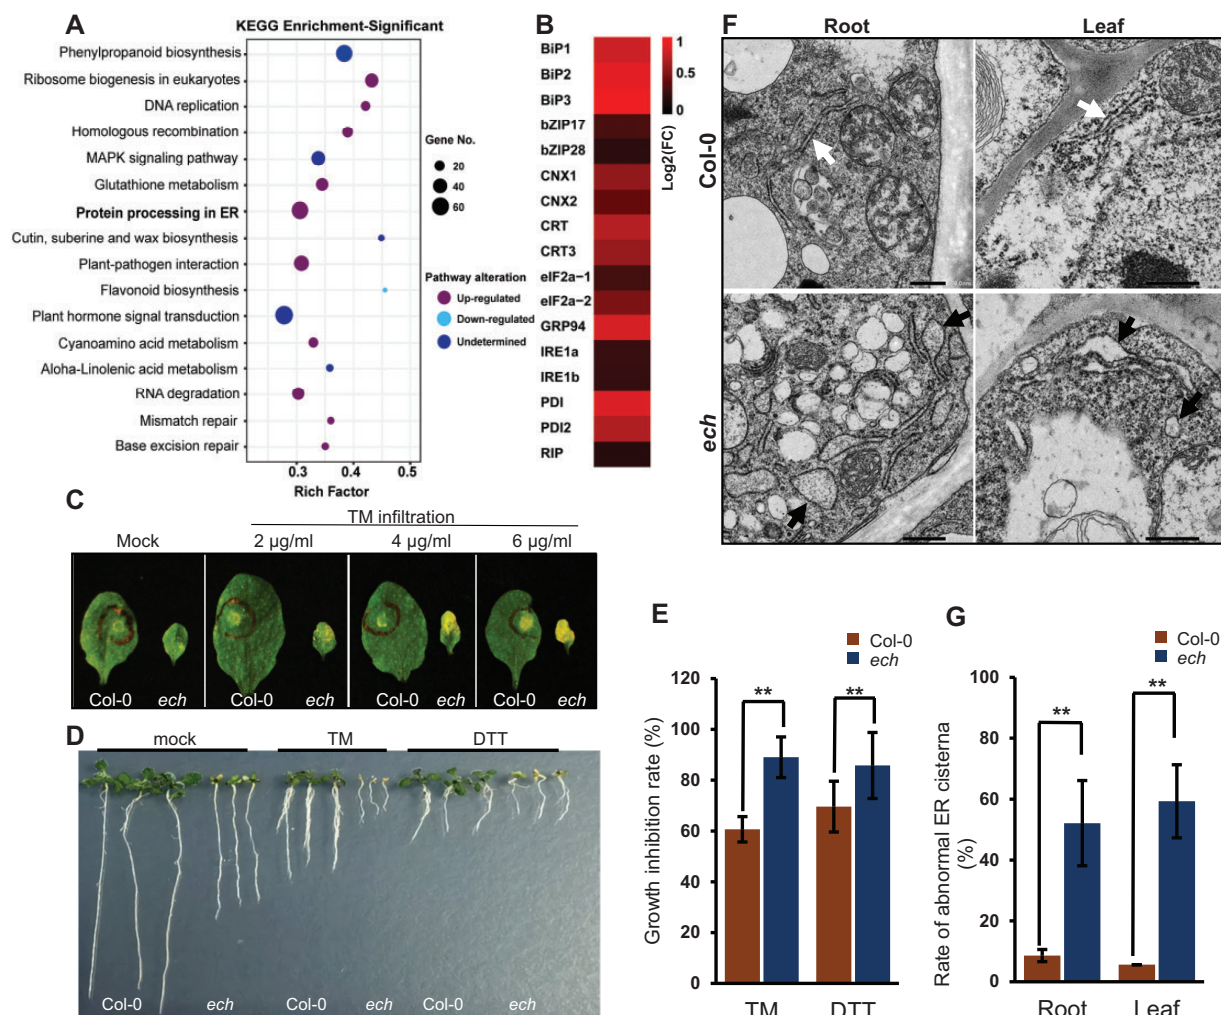 A
KEGG Enrichment-Significant
Phenylpropanoid biosynthesis
Ribosome biogenesis in eukaryotes
DNA replication
Homologous recombination
MAPK signaling pathway
Glutathione metabolism
Protein processing in ER
Cutin, suberine and wax biosynthesis
Plant-pathogen interaction
Flavonoid biosynthesis
Plant hormone signal transduction
Cyanoamino acid metabolism
Aloha-Linolenic acid metabolism
RNA degradation
Mismatch repair
Base excision repair
0.3 0.4 0.5
Rich Factor
Gene No.
20
40
60
Pathway alteration
Up-regulated
Down-regulated
Undetermined
B
BiP1
BiP2
BiP3
bZIP17
bZIP28
CNX1
CNX2
CRT
CRT3
eIF2a−1
eIF2a−2
GRP94
IRE1a
IRE1b
PDI
PDI2
RIP
1
0.5
0
Log2(FC)
C
TM infiltration
Mock 2 µg/ml 4 µg/ml 6 µg/ml
Col-0 ech Col-0 ech Col-0 ech Col-0 ech
D
mock TM DTT
Col-0 ech Col-0 ech Col-0 ech
E
Col-0
ech
Growth inhibition rate (%)
120
100
80
60
40
20
0
** **
TM DTT
F
Root Leaf
Col-0
ech
G
Col-0
ech
Rate of abnormal ER cisterna
(%)
100
80
60
40
20
0
** **
Root Leaf